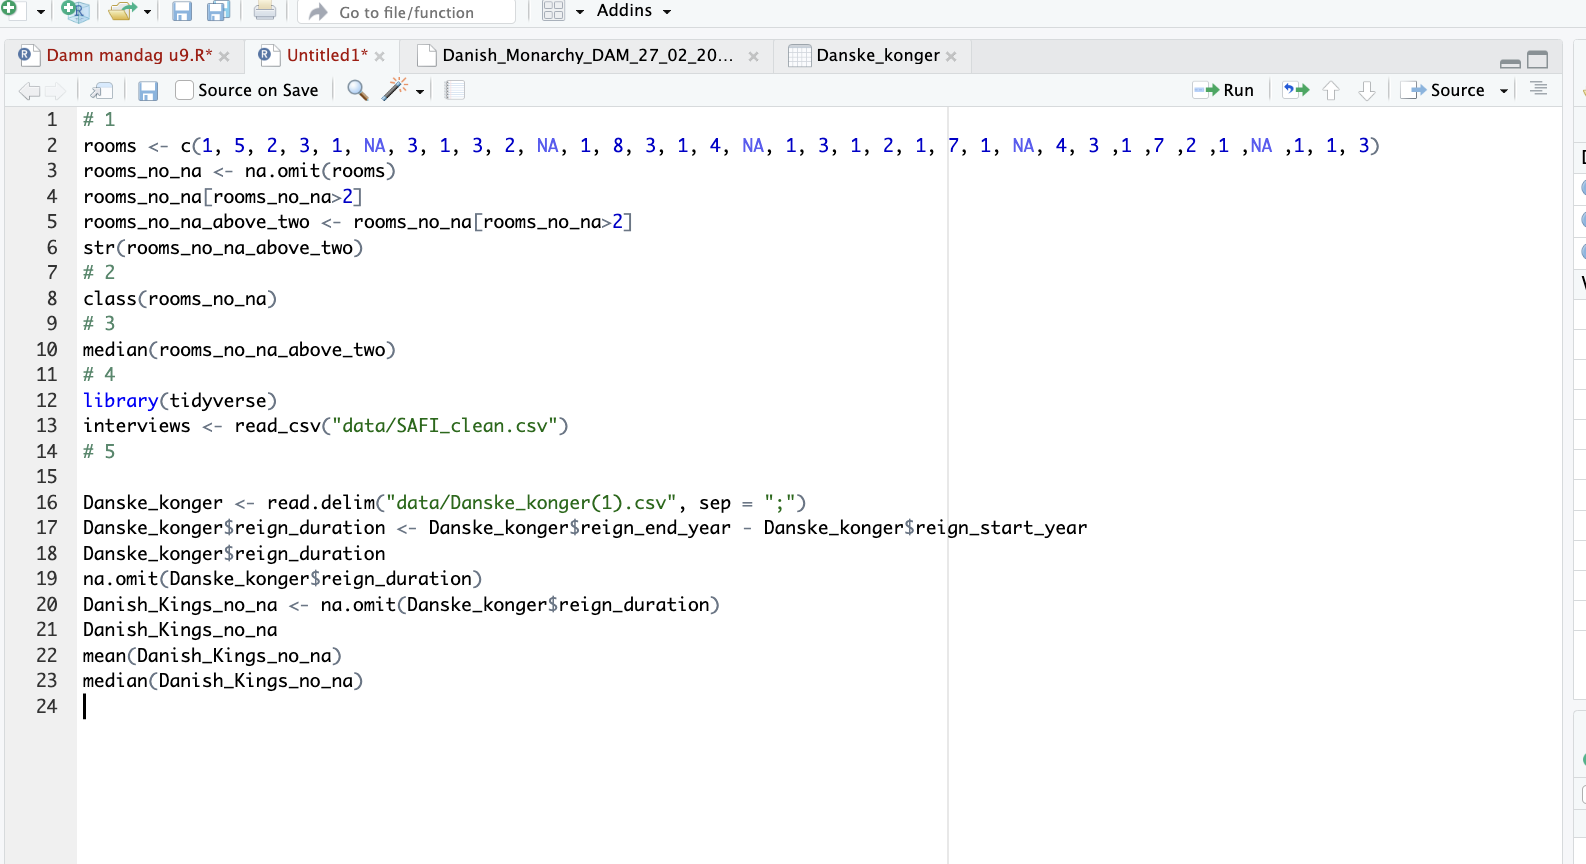 Go to file/function Addins
Damn mandag u9.R* Untitled1* Danish_Monarchy_DAM_27_02_20... Danske_konger
Source on Save Run Source
1 # 1
2 rooms <- c(1, 5, 2, 3, 1, NA, 3, 1, 3, 2, NA, 1, 8, 3, 1, 4, NA, 1, 3, 1, 2, 1, 7, 1, NA, 4, 3 ,1 ,7 ,2 ,1 ,NA ,1, 1, 3)
3 rooms_no_na <- na.omit(rooms)
4 rooms_no_na[rooms_no_na>2]
5 rooms_no_na_above_two <- rooms_no_na[rooms_no_na>2]
6 str(rooms_no_na_above_two)
7 # 2
8 class(rooms_no_na)
9 # 3
10 median(rooms_no_na_above_two)
11 # 4
12 library(tidyverse)
13 interviews <- read_csv("data/SAFI_clean.csv")
14 # 5
15
16 Danske_konger <- read.delim("data/Danske_konger(1).csv", sep = ";")
17 Danske_konger$reign_duration <- Danske_konger$reign_end_year - Danske_konger$reign_start_year
18 Danske_konger$reign_duration
19 na.omit(Danske_konger$reign_duration)
20 Danish_Kings_no_na <- na.omit(Danske_konger$reign_duration)
21 Danish_Kings_no_na
22 mean(Danish_Kings_no_na)
23 median(Danish_Kings_no_na)
24